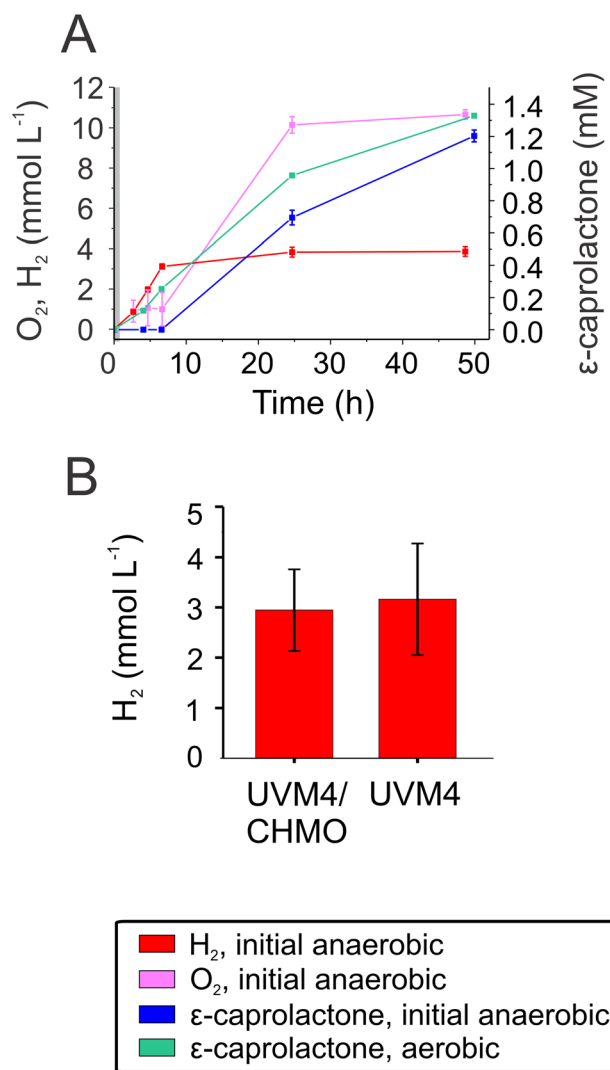 A
O₂, H₂ (mmol L⁻¹)
12
10
8
6
4
2
0
ε-caprolactone (mM)
1.4
1.2
1.0
0.8
0.6
0.4
0.2
0.0
0 10 20 30 40 50
Time (h)
B
H₂ (mmol L⁻¹)
5
4
3
2
1
0
UVM4/ UVM4
CHMO
H₂, initial anaerobic
O₂, initial anaerobic
ε-caprolactone, initial anaerobic
ε-caprolactone, aerobic